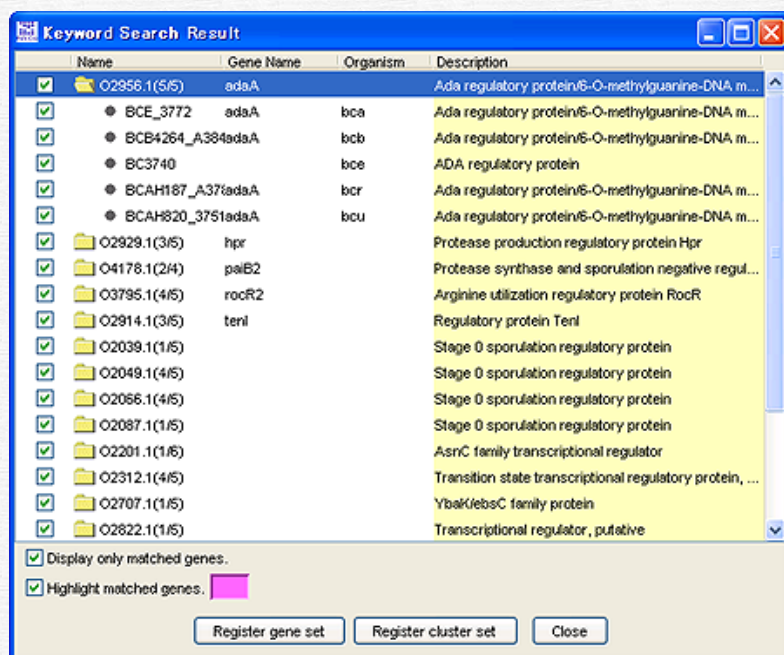 Keyword Search Result
Name Gene Name Organism Description
O2956.1(5/5) adaA Ada regulatory protein/6-O-methylguanine-DNA m...
BCE_3772 adaA bca Ada regulatory protein/6-O-methylguanine-DNA m...
BCB4264_A384 adaA bcb Ada regulatory protein/6-O-methylguanine-DNA m...
BC3740 bce ADA regulatory protein
BCAH187_A378 adaA bcr Ada regulatory protein/6-O-methylguanine-DNA m...
BCAH820_3751 adaA bcu Ada regulatory protein/6-O-methylguanine-DNA m...
O2929.1(3/5) hpr Protease production regulatory protein Hpr
O4178.1(2/4) paiB2 Protease synthase and sporulation negative regul...
O3795.1(4/5) rocR2 Arginine utilization regulatory protein RocR
O2914.1(3/5) tenI Regulatory protein TenI
O2039.1(1/5) Stage 0 sporulation regulatory protein
O2049.1(4/5) Stage 0 sporulation regulatory protein
O2066.1(4/5) Stage 0 sporulation regulatory protein
O2087.1(1/5) Stage 0 sporulation regulatory protein
O2201.1(1/6) AsnC family transcriptional regulator
O2312.1(4/5) Transition state transcriptional regulatory protein, ...
O2707.1(1/5) YbaK/ebsC family protein
O2822.1(1/5) Transcriptional regulator, putative
Display only matched genes.
Highlight matched genes.
Register gene set Register cluster set Close